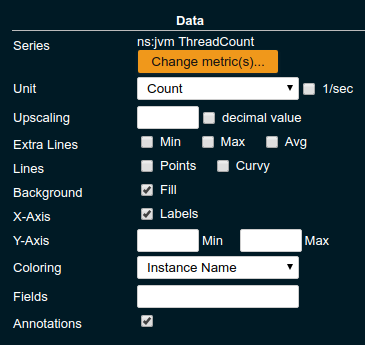 Data
Series ns:jvm ThreadCount
Change metric(s)...
Unit Count 1/sec
Upscaling decimal value
Extra Lines Min Max Avg
Lines Points Curvy
Background Fill
X-Axis Labels
Y-Axis Min Max
Coloring Instance Name
Fields
Annotations